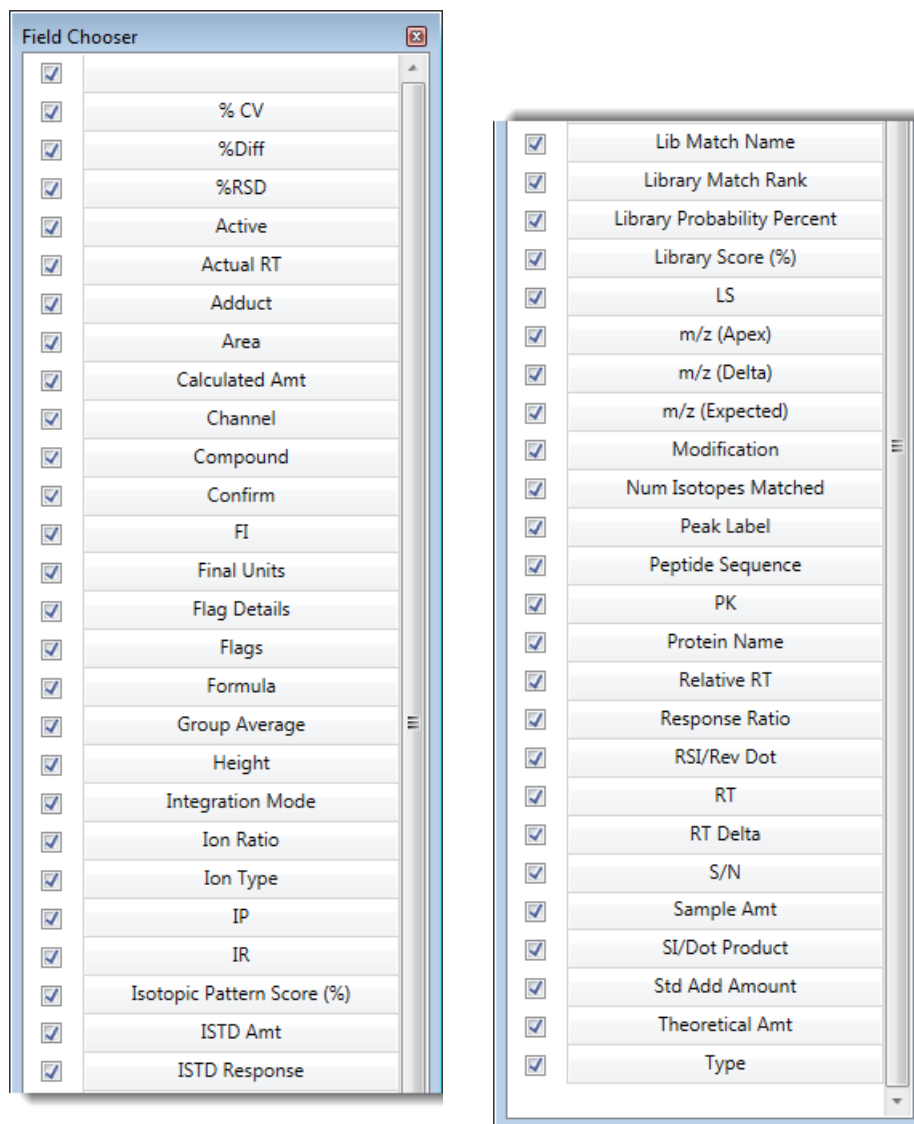 Field Chooser
% CV
%Diff
%RSD
Active
Actual RT
Adduct
Area
Calculated Amt
Channel
Compound
Confirm
FI
Final Units
Flag Details
Flags
Formula
Group Average
Height
Integration Mode
Ion Ratio
Ion Type
IP
IR
Isotopic Pattern Score (%)
ISTD Amt
ISTD Response
Lib Match Name
Library Match Rank
Library Probability Percent
Library Score (%)
LS
m/z (Apex)
m/z (Delta)
m/z (Expected)
Modification
Num Isotopes Matched
Peak Label
Peptide Sequence
PK
Protein Name
Relative RT
Response Ratio
RSI/Rev Dot
RT
RT Delta
S/N
Sample Amt
SI/Dot Product
Std Add Amount
Theoretical Amt
Type